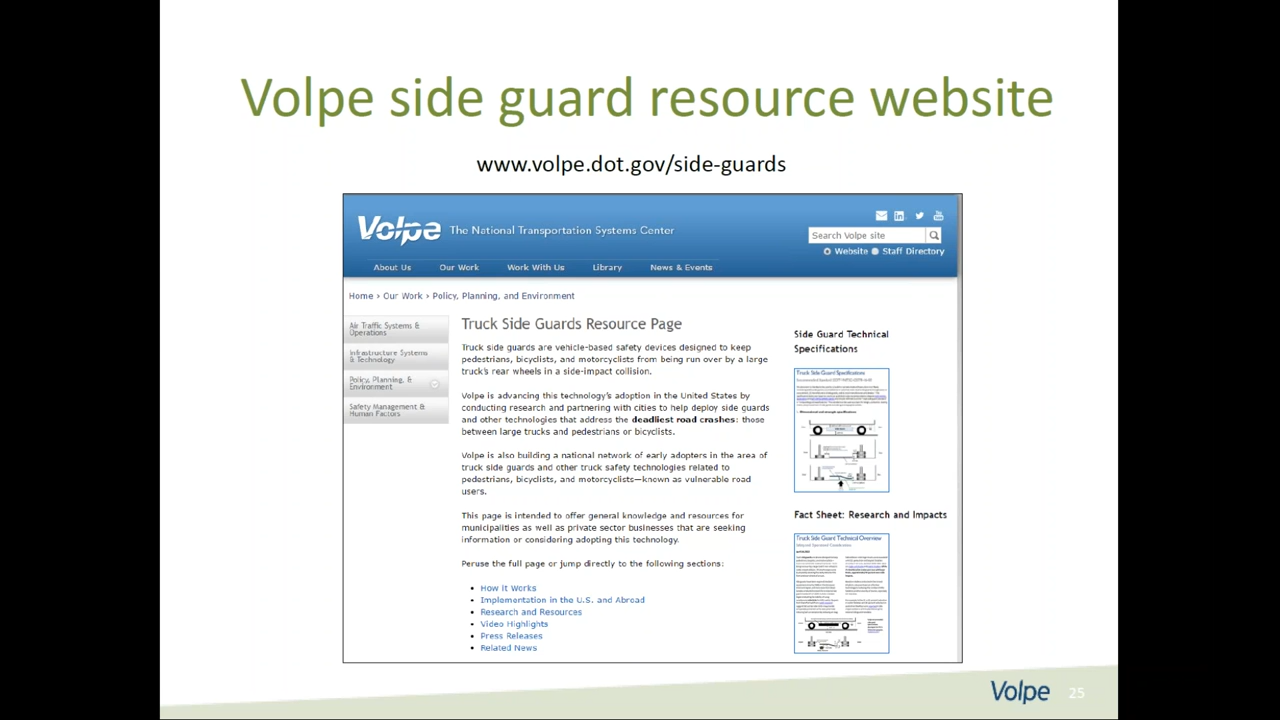 Volpe side guard resource website
www.volpe.dot.gov/side-guards
Volpe The National Transportation Systems Center
Search Volpe site
Website Staff Directory
About Us Our Work Work With Us Library News & Events
Home › Our Work › Policy, Planning, and Environment
Air Traffic Systems &
Operations
Infrastructure Systems
& Technology
Policy, Planning, &
Environment
Safety Management &
Human Factors
Truck Side Guards Resource Page
Truck side guards are vehicle-based safety devices designed to keep
pedestrians, bicyclists, and motorcyclists from being run over by a large
truck's rear wheels in a side-impact collision.
Volpe is advancing this technology's adoption in the United States by
conducting research and partnering with cities to help deploy side guards
and other technologies that address the deadliest road crashes: those
between large trucks and pedestrians or bicyclists.
Volpe is also building a national network of early adopters in the area of
truck side guards and other truck safety technologies related to
pedestrians, bicyclists, and motorcyclists—known as vulnerable road
users.
This page is intended to offer general knowledge and resources for
municipalities as well as private sector businesses that are seeking
information or considering adopting this technology.
Peruse the full page or jump directly to the following sections:
• How It Works
• Implementation in the U.S. and Abroad
• Research and Resources
• Video Highlights
• Press Releases
• Related News
Side Guard Technical
Specifications
Truck Side Guard Specifications
Fact Sheet: Research and Impacts
Truck Side Guard Technical Overview
Volpe 25